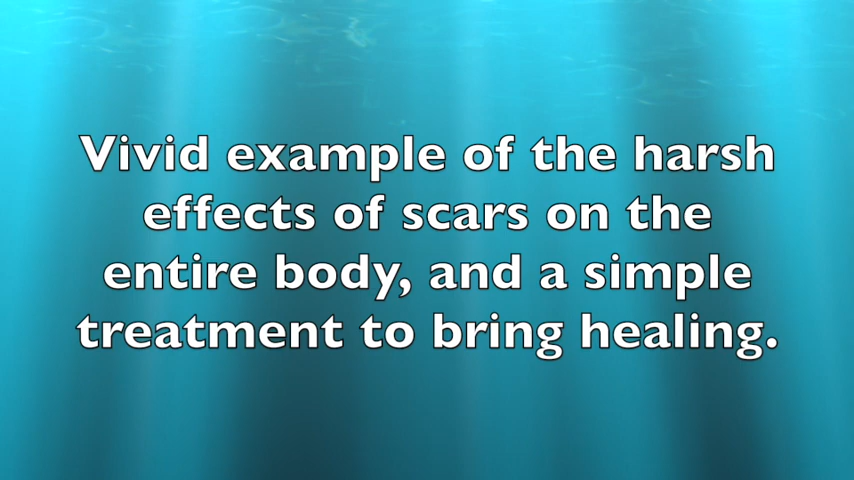 Vivid example of the harsh
effects of scars on the
entire body, and a simple
treatment to bring healing.